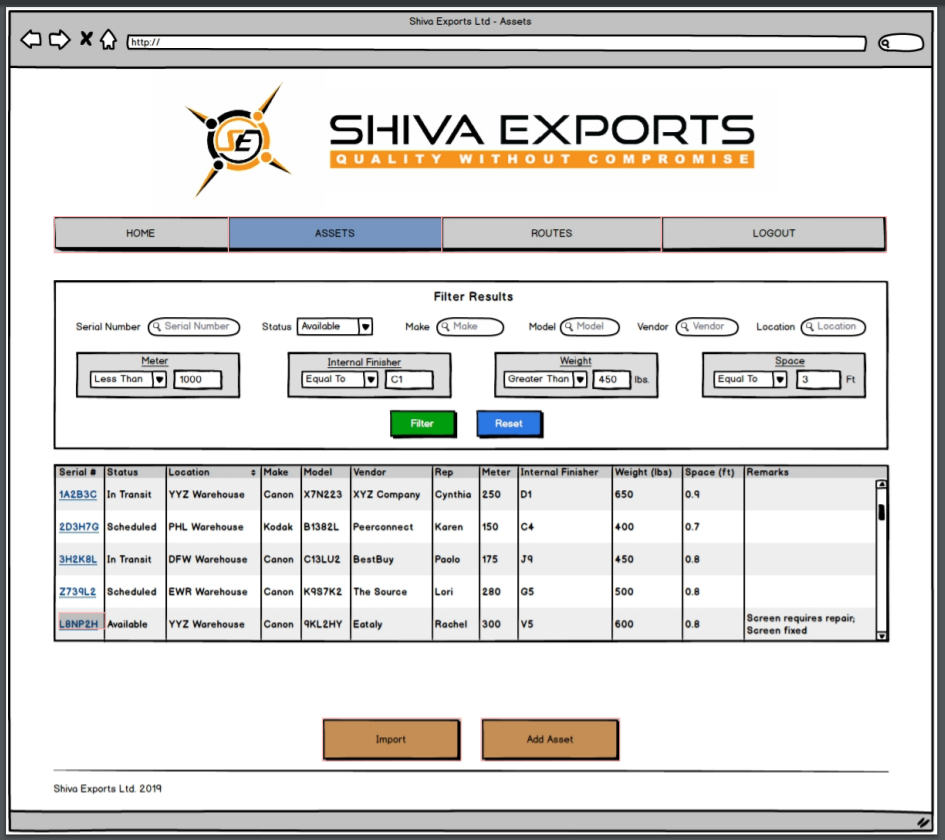 Shiva Exports Ltd - Assets
http://
SE
SHIVA EXPORTS
QUALITY WITHOUT COMPROMISE
HOME ASSETS ROUTES LOGOUT
Filter Results
Serial Number Serial Number Status Available Make Make Model Model Vendor Vendor Location Location
Meter Internal Finisher Weight Space
Less Than 1000 Equal To C1 Greater Than 450 lbs. Equal To 3 Ft
Filter Reset
Serial # Status Location Make Model Vendor Rep Meter Internal Finisher Weight (lbs) Space (ft) Remarks
1A2B3C In Transit YYZ Warehouse Canon X7N223 XYZ Company Cynthia 250 D1 650 0.9
2D3H7G Scheduled PHL Warehouse Kodak B1382L Peerconnect Karen 150 C4 400 0.7
3H2K8L In Transit DFW Warehouse Canon C13LU2 BestBuy Paolo 175 J9 450 0.8
Z739L2 Scheduled EWR Warehouse Canon K9S7K2 The Source Lori 280 G5 500 0.8
L8NP2H Available YYZ Warehouse Canon 9KL2HY Eataly Rachel 300 V5 600 0.8 Screen requires repair;
Screen fixed
Import Add Asset
Shiva Exports Ltd. 2019